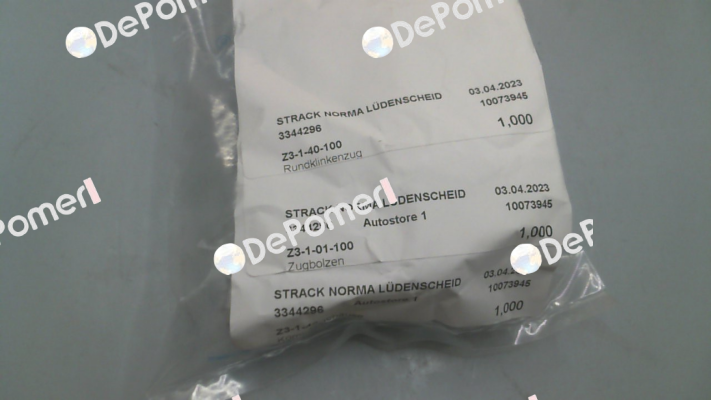 DePomerl
DePomerl
STRACK NORMA LÜDENSCHEID 03.04.2023
3344296 10073945
Z3-1-40-100 1,000
Rundklinkenzug
DePomerl
STRACK NORMA LÜDENSCHEID 03.04.2023
Autostore 1 10073945
Z3-1-01-100 1,000
Zugbolzen
DePomerl
STRACK NORMA LÜDENSCHEID
3344296 Autostore 1 10073945
1,000